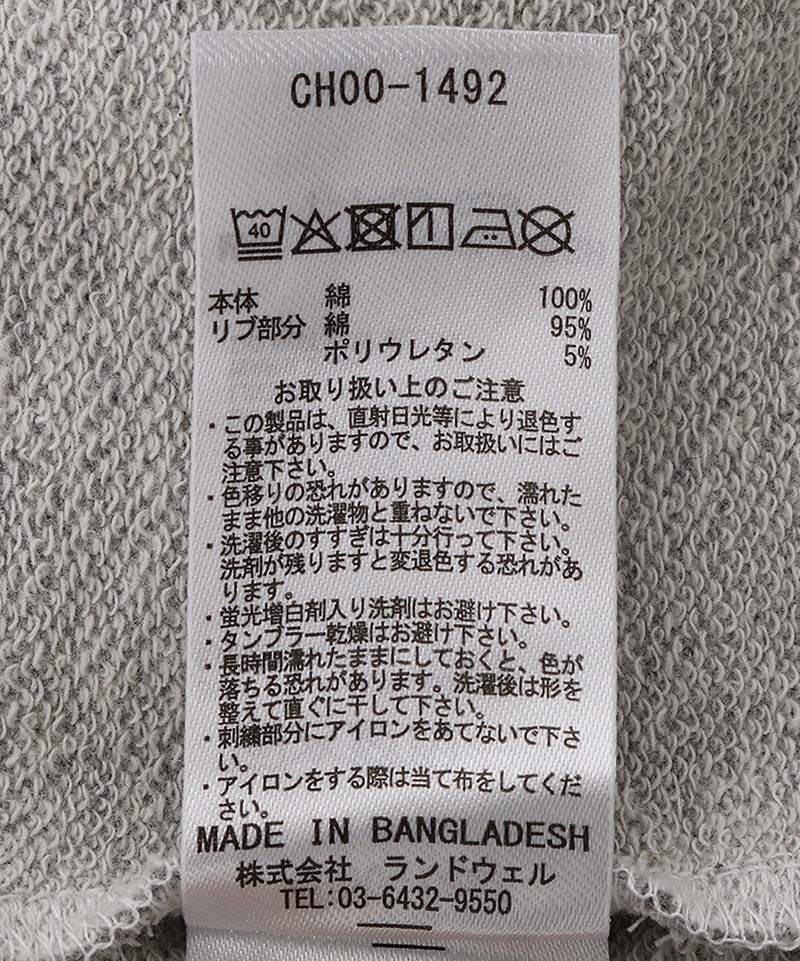 CH00-1492
40
本体 綿 100%
リブ部分 綿 95%
ポリウレタン 5%
お取り扱い上のご注意
・この製品は、直射日光等により退色す
る事がありますので、お取扱いにはご
注意下さい。
・色移りの恐れがありますので、濡れた
まま他の洗濯物と重ねないで下さい。
・洗濯後のすすぎは十分行って下さい。
洗剤が残りますと変退色する恐れがあ
ります。
・蛍光増白剤入り洗剤はお避け下さい。
・タンブラー乾燥はお避け下さい。
・長時間濡れたままにしておくと、色が
落ちる恐れがあります。洗濯後は形を
整えて直ぐに干して下さい。
・刺繍部分にアイロンをあてないで下さ
い。
・アイロンをする際は当て布をしてくだ
さい。
MADE IN BANGLADESH
株式会社 ランドウェル
TEL:03-6432-9550